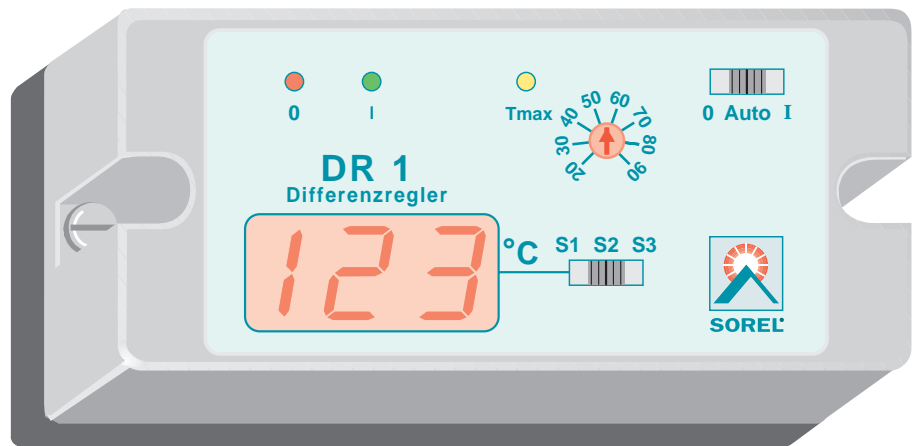 0 I Tmax 0 Auto I
20 30 40 50 60 70 80 90
DR 1
Differenzregler
123 °C S1 S2 S3
SOREL